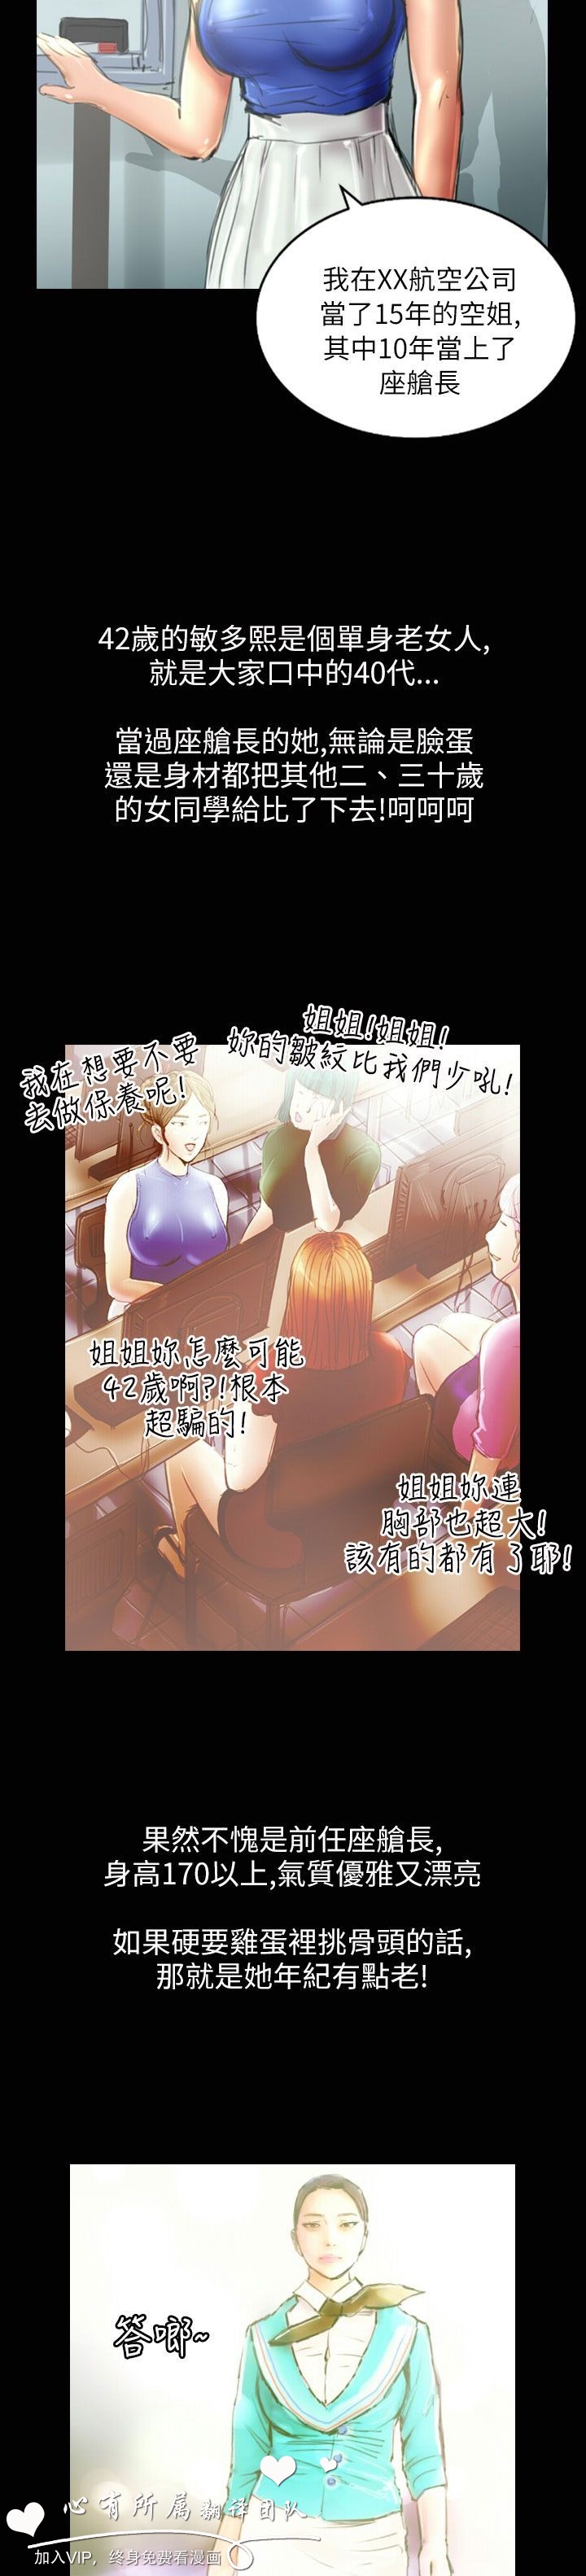 我在XX航空公司
當了15年的空姐,
其中10年當上了
座艙長
42歲的敏多熙是個單身老女人,
就是大家口中的40代...
當過座艙長的她,無論是臉蛋
還是身材都把其他二、三十歲
的女同學給比了下去!呵呵呵
姐姐!姐姐!
妳的皺紋比我們少吼!
我在想要不要
去做保養呢!
姐姐妳怎麼可能
42歲啊?!根本
超騙的!
姐姐妳連
胸部也超大!
該有的都有了耶!
果然不愧是前任座艙長,
身高170以上,氣質優雅又漂亮
如果硬要雞蛋裡挑骨頭的話,
那就是她年紀有點老!
答啷~
心有所属翻译团队
加入VIP，终身免费看漫画